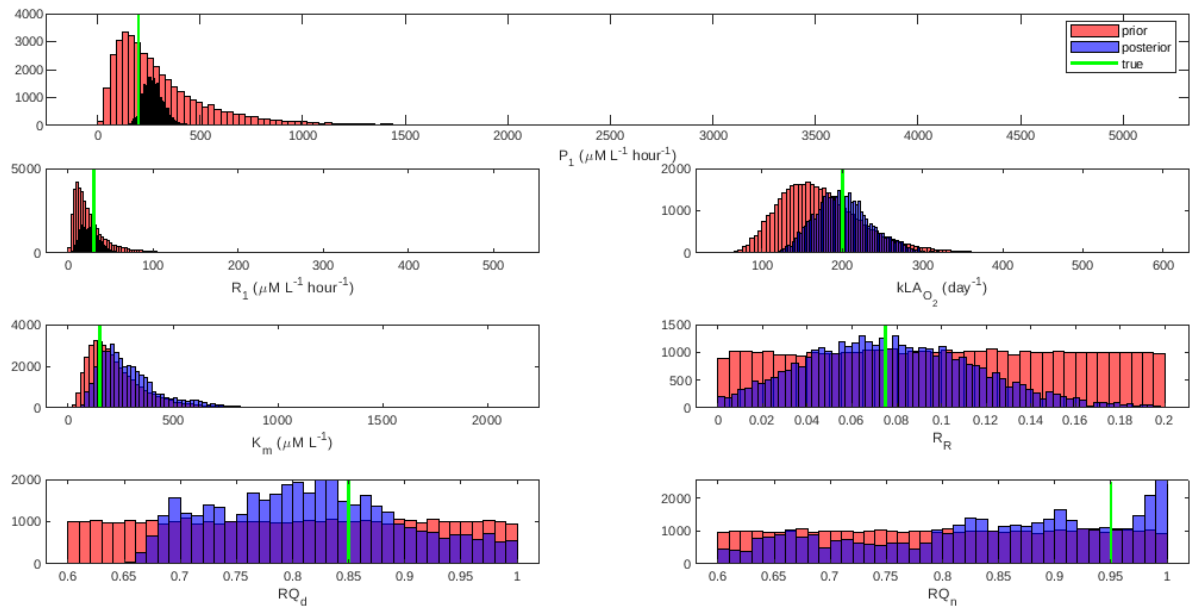 4000
3000
2000
1000
0
prior
posterior
true
0 500 1000 1500 2000 2500 3000 3500 4000 4500 5000
P₁ (μM L⁻¹ hour⁻¹)
5000
0
0 100 200 300 400 500
R₁ (μM L⁻¹ hour⁻¹)
2000
1000
0
100 200 300 400 500 600
kLA_O₂ (day⁻¹)
4000
2000
0
0 500 1000 1500 2000
K_m (μM L⁻¹)
1500
1000
500
0
0 0.02 0.04 0.06 0.08 0.1 0.12 0.14 0.16 0.18 0.2
R_R
2000
1000
0
0.6 0.65 0.7 0.75 0.8 0.85 0.9 0.95 1
RQ_d
2000
1000
0
0.6 0.65 0.7 0.75 0.8 0.85 0.9 0.95 1
RQ_n